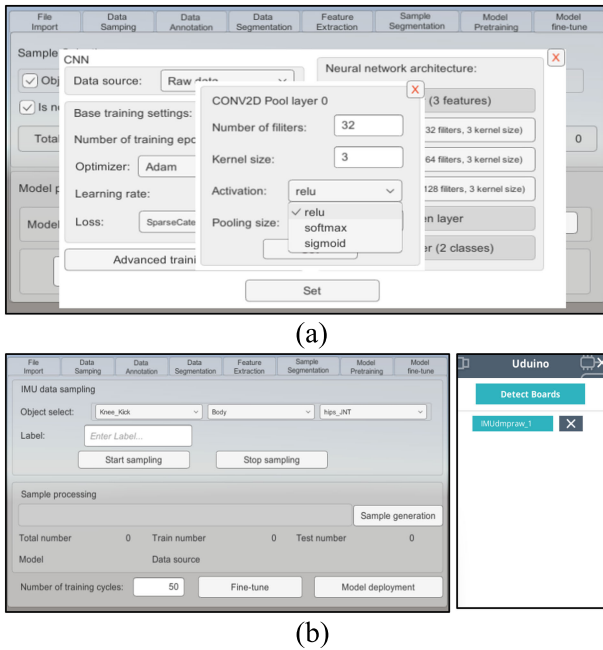 File Import
Data Samping
Data Annotation
Data Segmentation
Feature Extraction
Sample Segmentation
Model Pretraining
Model fine-tune
Sample
CNN
X
Data source: Raw data
Neural network architecture:
X
Obj
Is n
Base training settings:
CONV2D Pool layer 0
(3 features)
Number of filiters: 32
32 filters, 3 kernel size)
Total
Number of training epo
0
Kernel size: 3
64 filters, 3 kernel size)
Optimizer: Adam
Model p
Learning rate:
Activation: relu
128 filters, 3 kernel size)
relu
Model
Loss: SparseCate
Pooling size:
en layer
softmax
sigmoid
er (2 classes)
Advanced traini
Set
(a)
File Import
Data Samping
Data Annotation
Data Segmentation
Feature Extraction
Sample Segmentation
Model Pretraining
Model fine-tune
IMU data sampling
Object select: Knee_Kick Body hips_JNT
Label: Enter Label...
Start sampling Stop sampling
Sample processing
Sample generation
Total number 0 Train number 0 Test number 0
Model Data source
Number of training cycles: 50 Fine-tune Model deployment
Uduino
Detect Boards
IMUdmpraw_1 X
(b)